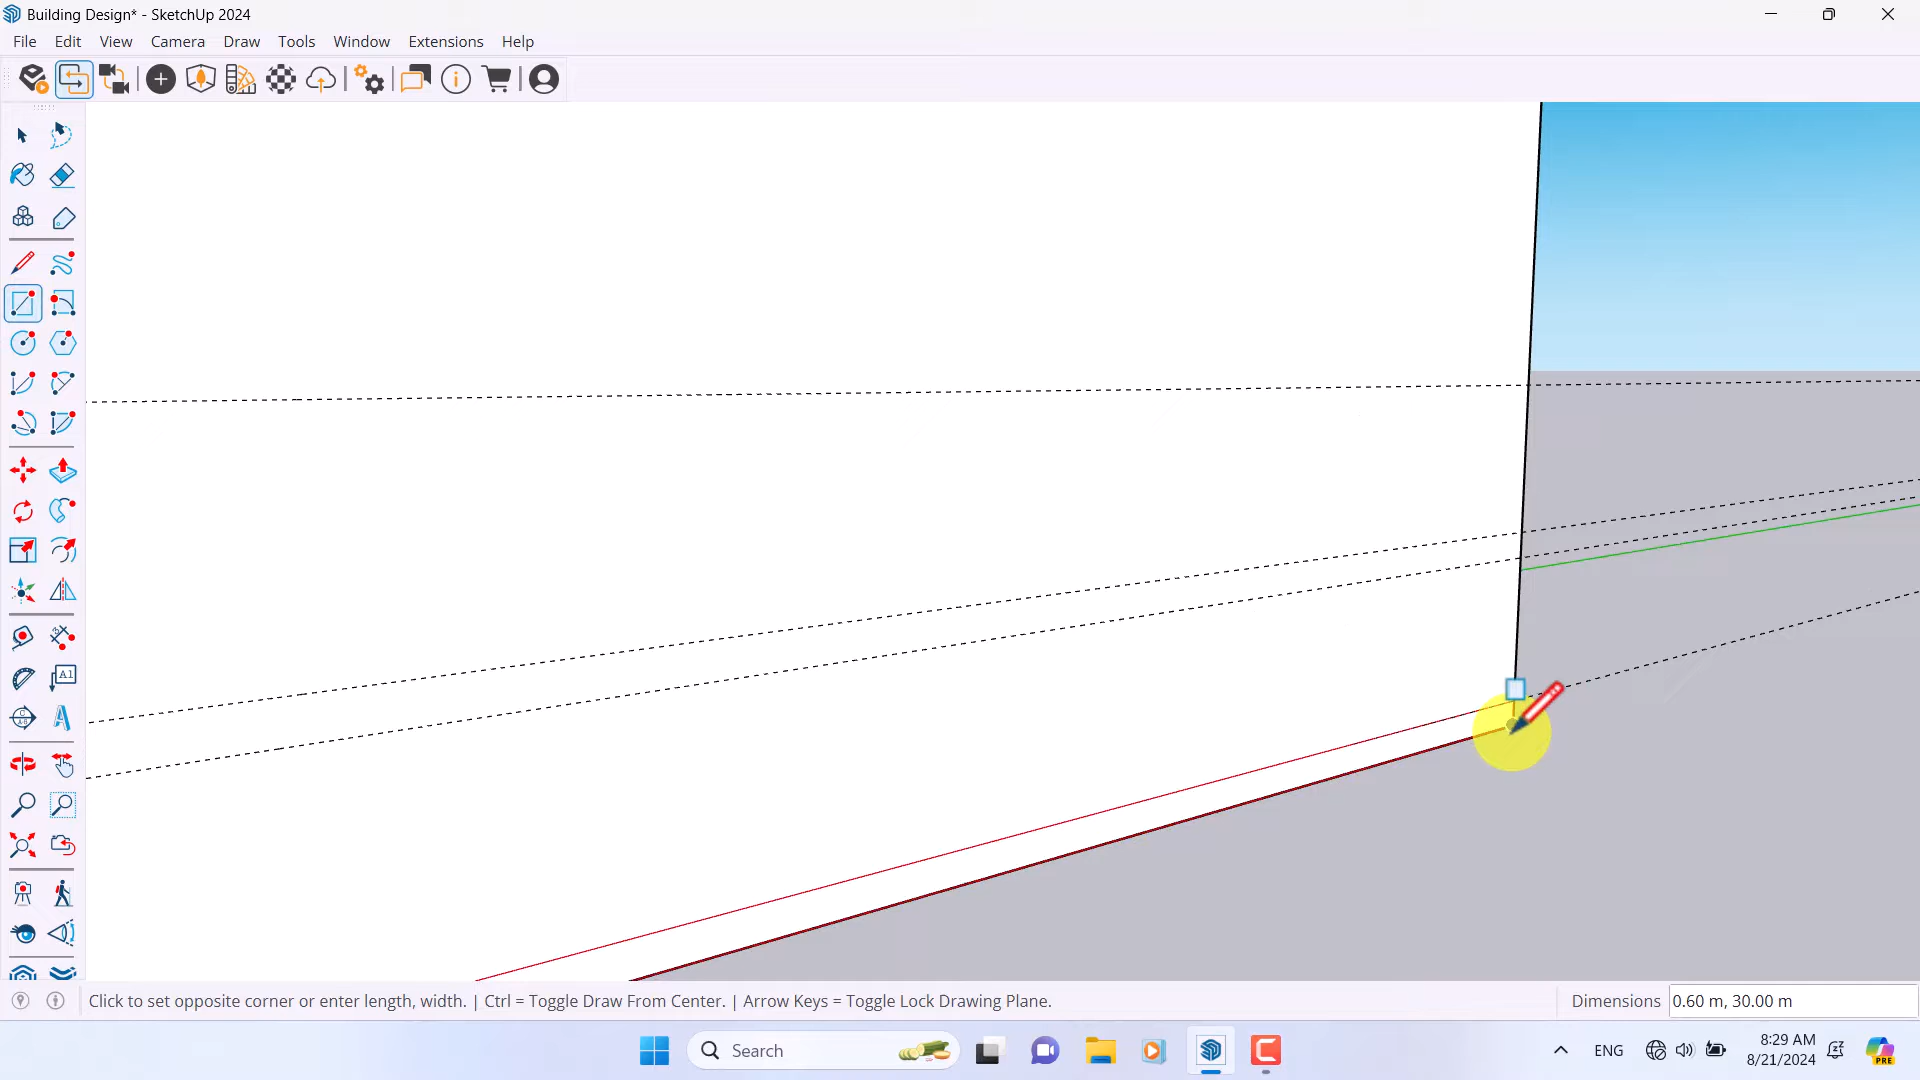 Building Design* - SketchUp 2024
File Edit View Camera Draw Tools Window Extensions Help
A1
Click to set opposite corner or enter length, width. | Ctrl = Toggle Draw From Center. | Arrow Keys = Toggle Lock Drawing Plane.
Dimensions 0.60 m, 30.00 m
Search
ENG
8:29 AM
8/21/2024
PRE